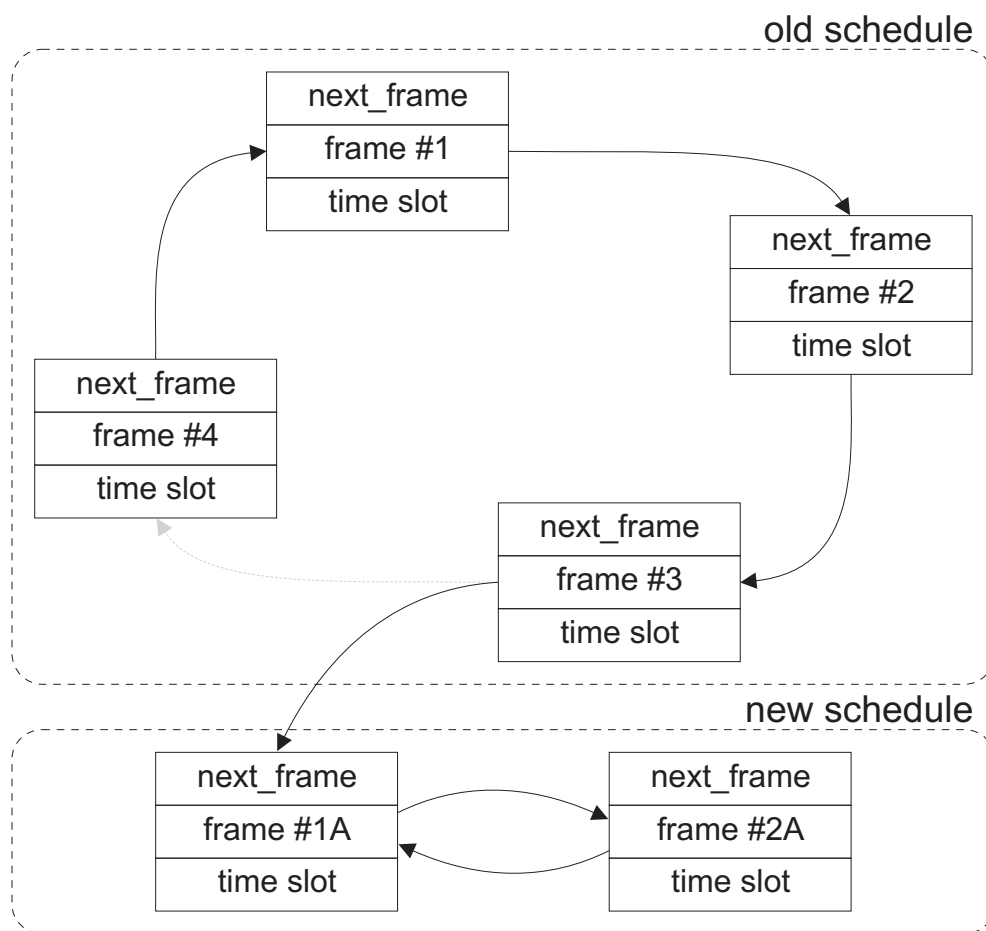 old schedule
next_frame
frame #1
time slot
next_frame
frame #2
time slot
next_frame
frame #4
time slot
next_frame
frame #3
time slot
new schedule
next_frame
frame #1A
time slot
next_frame
frame #2A
time slot